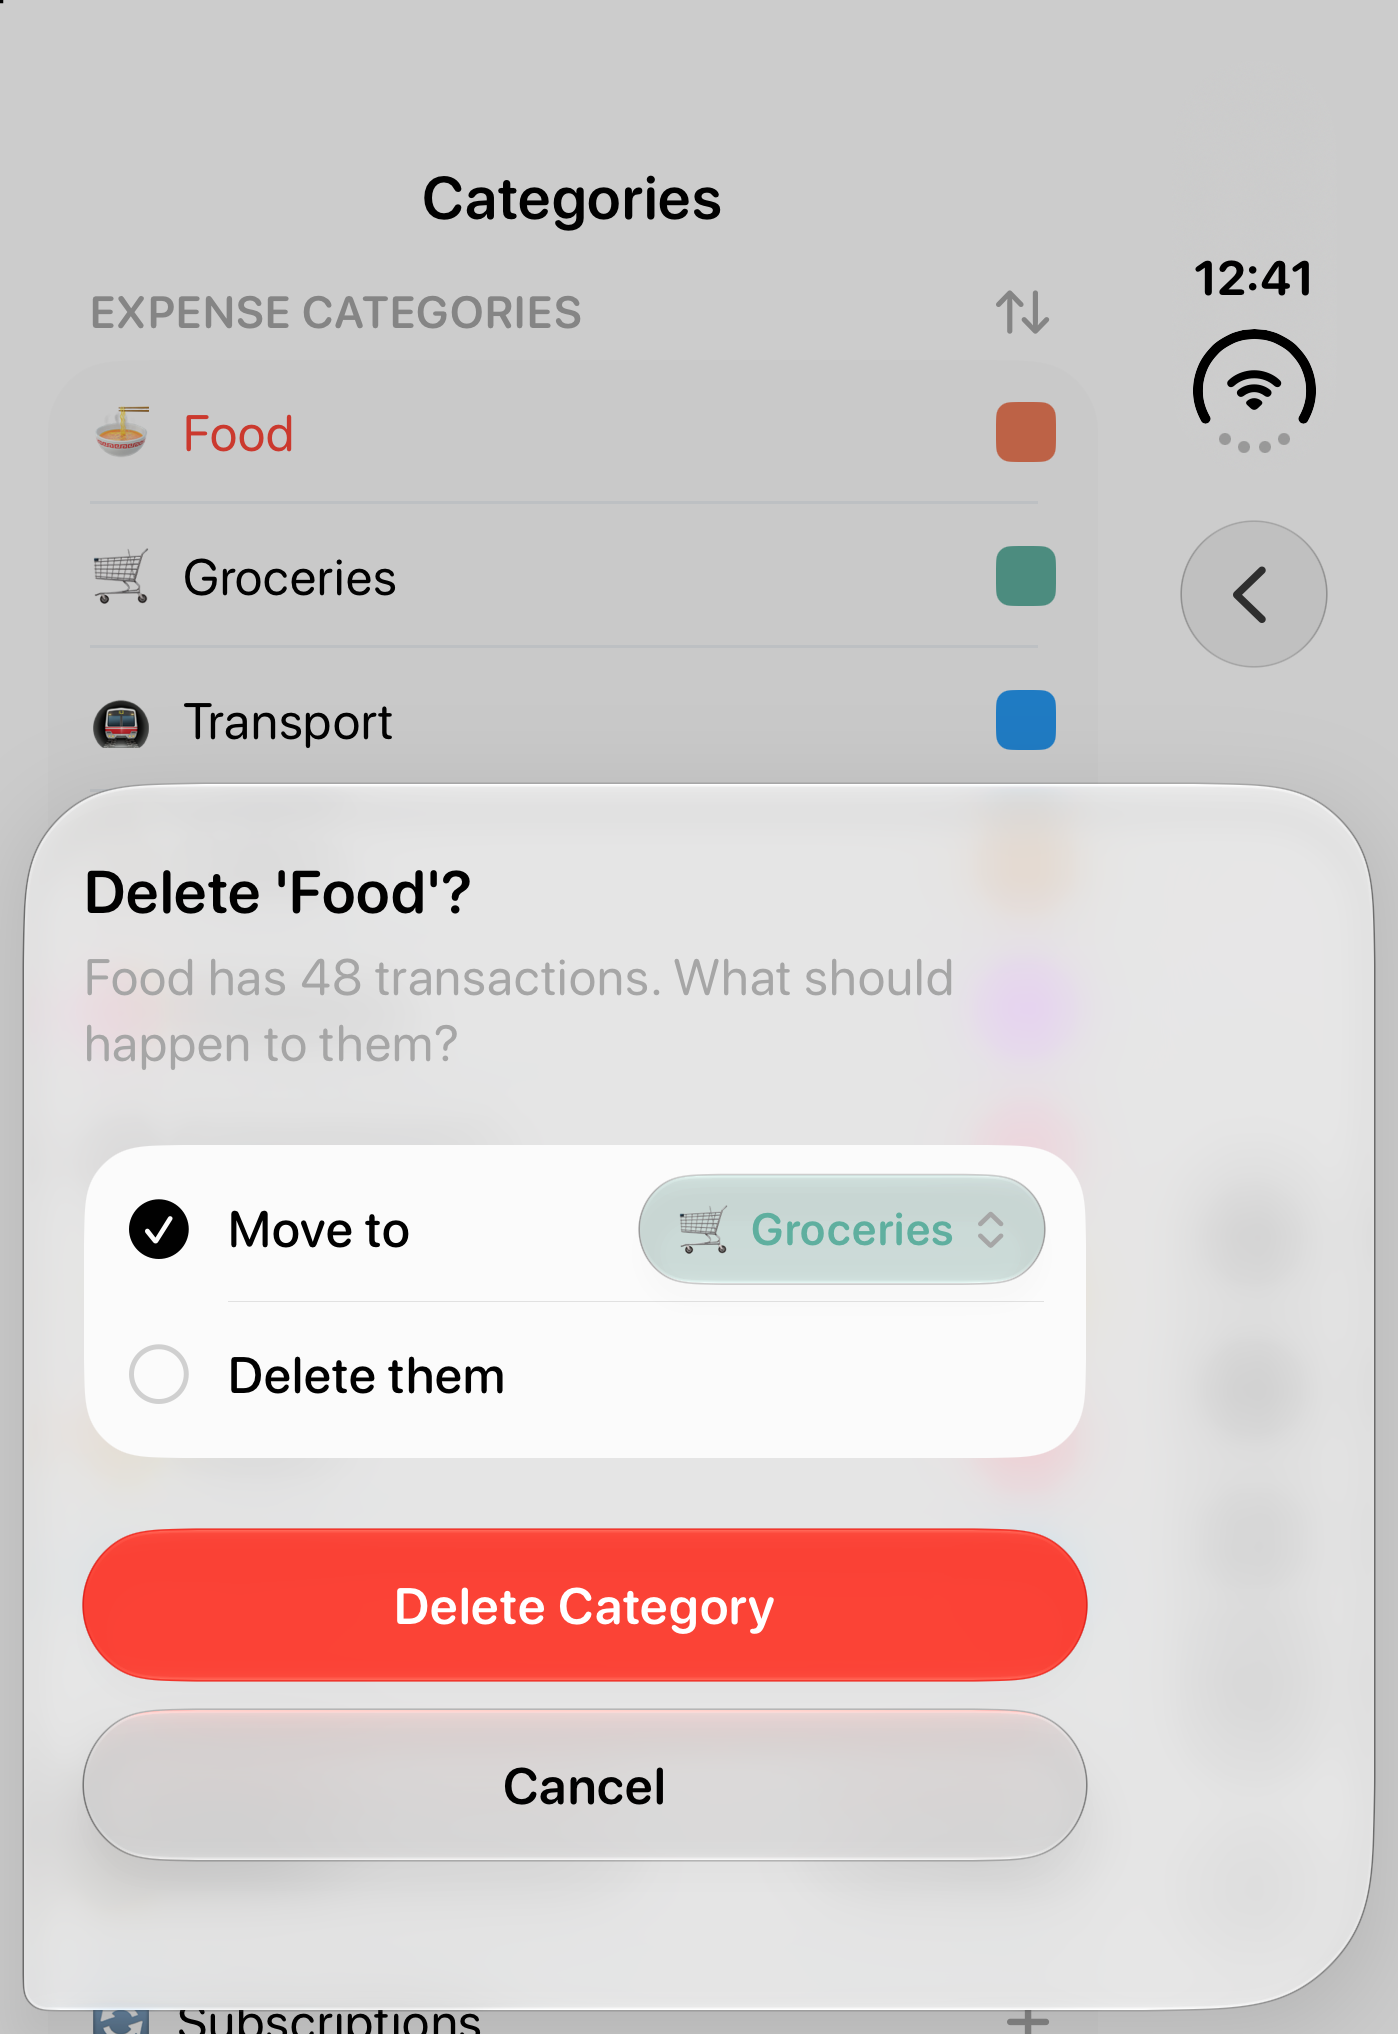 Categories
12:41
EXPENSE CATEGORIES
Food
Groceries
Transport
Delete 'Food'?
Food has 48 transactions. What should
happen to them?
Move to
Groceries
Delete them
Delete Category
Cancel
Subscriptions